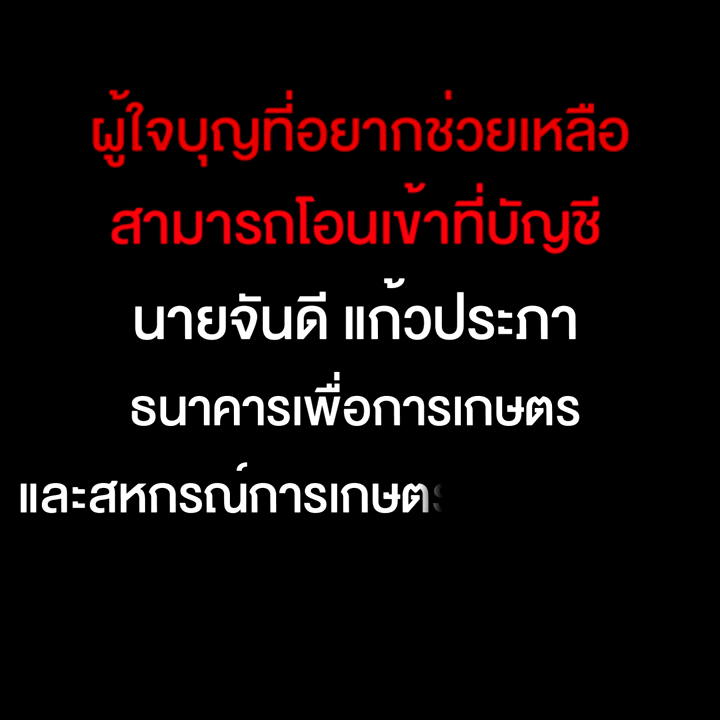 ผู้ใจบุญที่อยากช่วยเหลือ
สามารถโอนเข้าที่บัญชี
นายจันดี แก้วประภา
ธนาคารเพื่อการเกษตร
และสหกรณ์การเกษตร